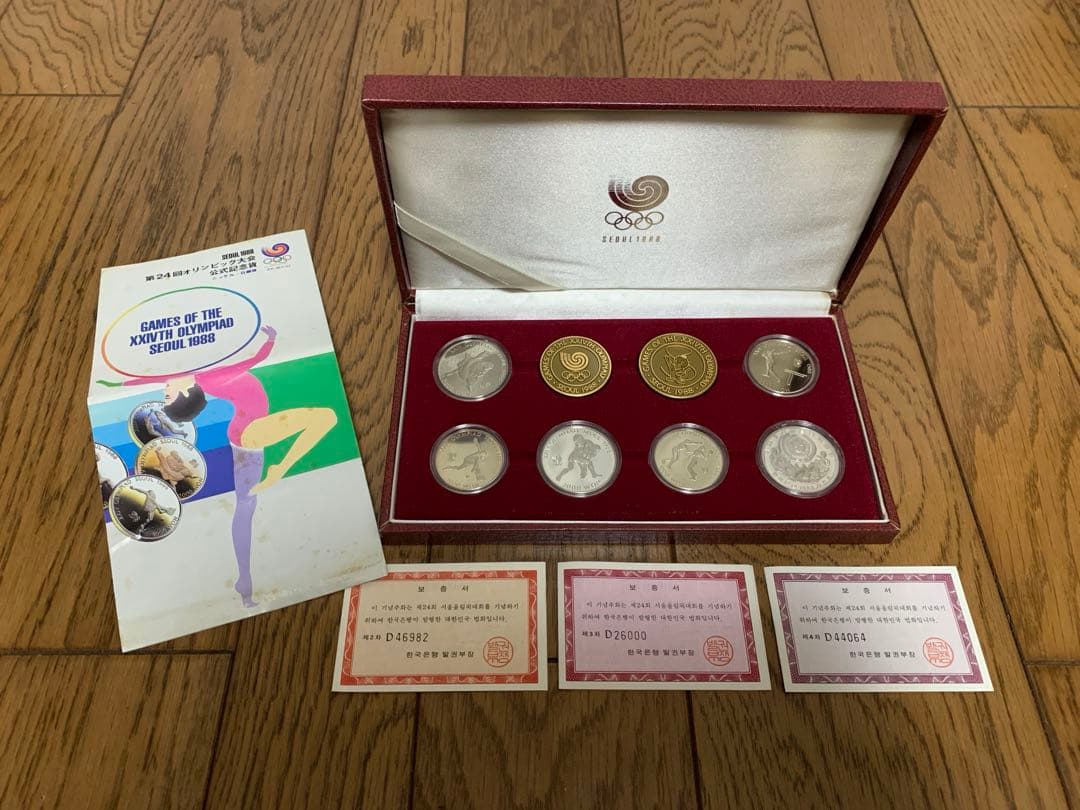 SEOUL 1988
第24回オリンピック大会
公式記念貨
GAMES OF THE
XXIVTH OLYMPIAD
SEOUL 1988
SEOUL 1988
GAMES OF THE XXIVTH OLYMPIAD
SEOUL 1988
GAMES OF THE XXIVTH OLYMPIAD
SEOUL 1988
2000 WON
보증서
이 기념주화는 제24회 서울올림픽대회를 기념하기
위하여 한국은행이 발행한 대한민국 법화입니다.
제2차 D46982
한국은행 발권부장
보증서
이 기념주화는 제24회 서울올림픽대회를 기념하기
위하여 한국은행이 발행한 대한민국 법화입니다.
제3차 D26000
한국은행 발권부장
보증서
이 기념주화는 제24회 서울올림픽대회를 기념하기
위하여 한국은행이 발행한 대한민국 법화입니다.
제4차 D44064
한국은행 발권부장